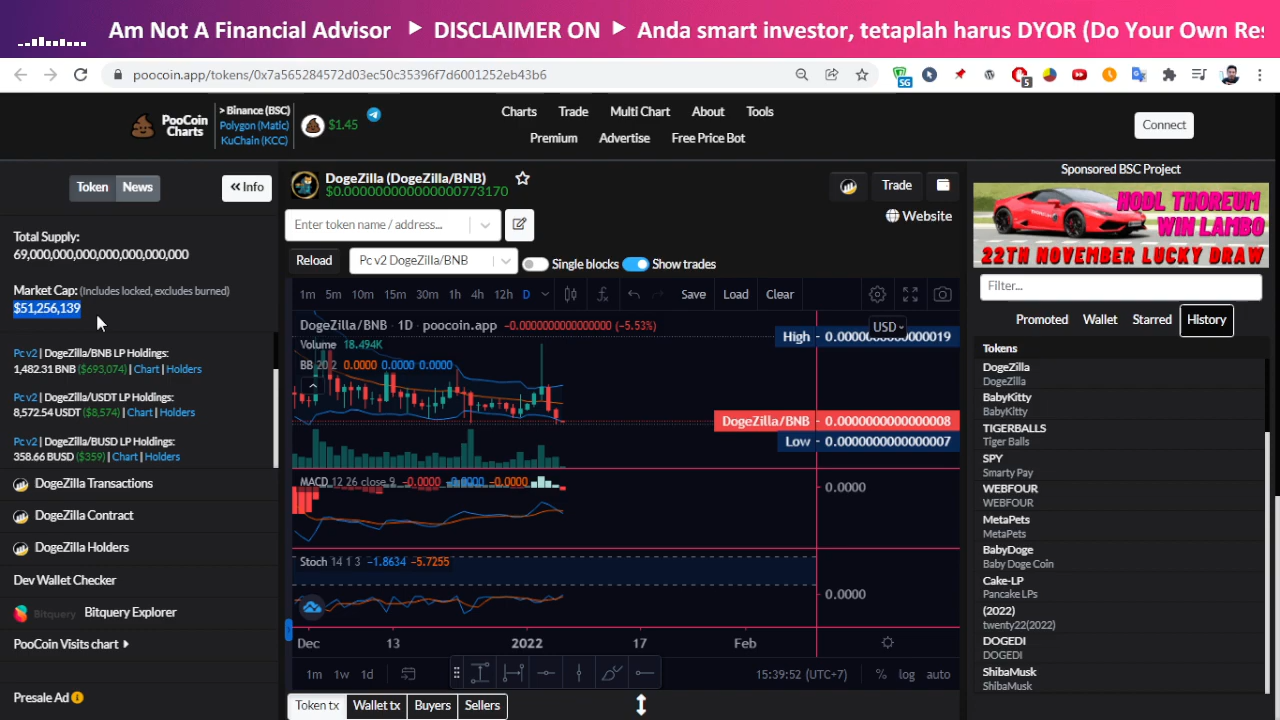 Am Not A Financial Advisor ▶ DISCLAIMER ON ▶ Anda smart investor, tetaplah harus DYOR (Do Your Own Res
poocoin.app/tokens/0x7a565284572d03ec50c35396f7d6001252eb43b6
SG
5
PooCoin Charts
> Binance (BSC)
Polygon (Matic)
KuChain (KCC)
$1.45
Charts Trade Multi Chart About Tools
Premium Advertise Free Price Bot
Connect
Token News
Info
Total Supply:
69,000,000,000,000,000,000,000
Market Cap: (Includes locked, excludes burned)
$51,256,139
Pc v2 | DogeZilla/BNB LP Holdings:
1,482.31 BNB ($693,074) | Chart | Holders
Pc v2 | DogeZilla/USDT LP Holdings:
8,572.54 USDT ($8,574) | Chart | Holders
Pc v2 | DogeZilla/BUSD LP Holdings:
358.66 BUSD ($359) | Chart | Holders
DogeZilla Transactions
DogeZilla Contract
DogeZilla Holders
Dev Wallet Checker
Bitquery Bitquery Explorer
PooCoin Visits chart
Presale Ad
DogeZilla (DogeZilla/BNB)
$0.000000000000000773170
Trade
Website
Enter token name / address...
Reload
Pc v2 DogeZilla/BNB
Single blocks
Show trades
1m 5m 10m 15m 30m 1h 4h 12h D
Save Load Clear
DogeZilla/BNB · 1D · poocoin.app −0.0000000000000000 (−5.53%)
USD
Volume 18.494K
BB 20 2 0.0000 0.0000 0.0000
High
DogeZilla/BNB 0.0000000000000008
Low 0.0000000000000007
MACD 12 26 close 9 −0.0000 −0.0000 −0.0000
0.0000
Stoch 14 1 3 −1.8634 −5.7255
0.0000
Dec 13 2022 17 Feb
1m 1w 1d
15:39:52 (UTC+7)
% log auto
Token tx Wallet tx Buyers Sellers
Sponsored BSC Project
HODL THOREUM
WIN LAMBO
22TH NOVEMBER LUCKY DRAW
Filter...
Promoted Wallet Starred History
Tokens
DogeZilla
DogeZilla
BabyKitty
BabyKitty
TIGERBALLS
Tiger Balls
SPY
Smarty Pay
WEBFOUR
WEBFOUR
MetaPets
MetaPets
BabyDoge
Baby Doge Coin
Cake-LP
Pancake LPs
(2022)
twenty22(2022)
DOGEDI
DOGEDI
ShibaMusk
ShibaMusk